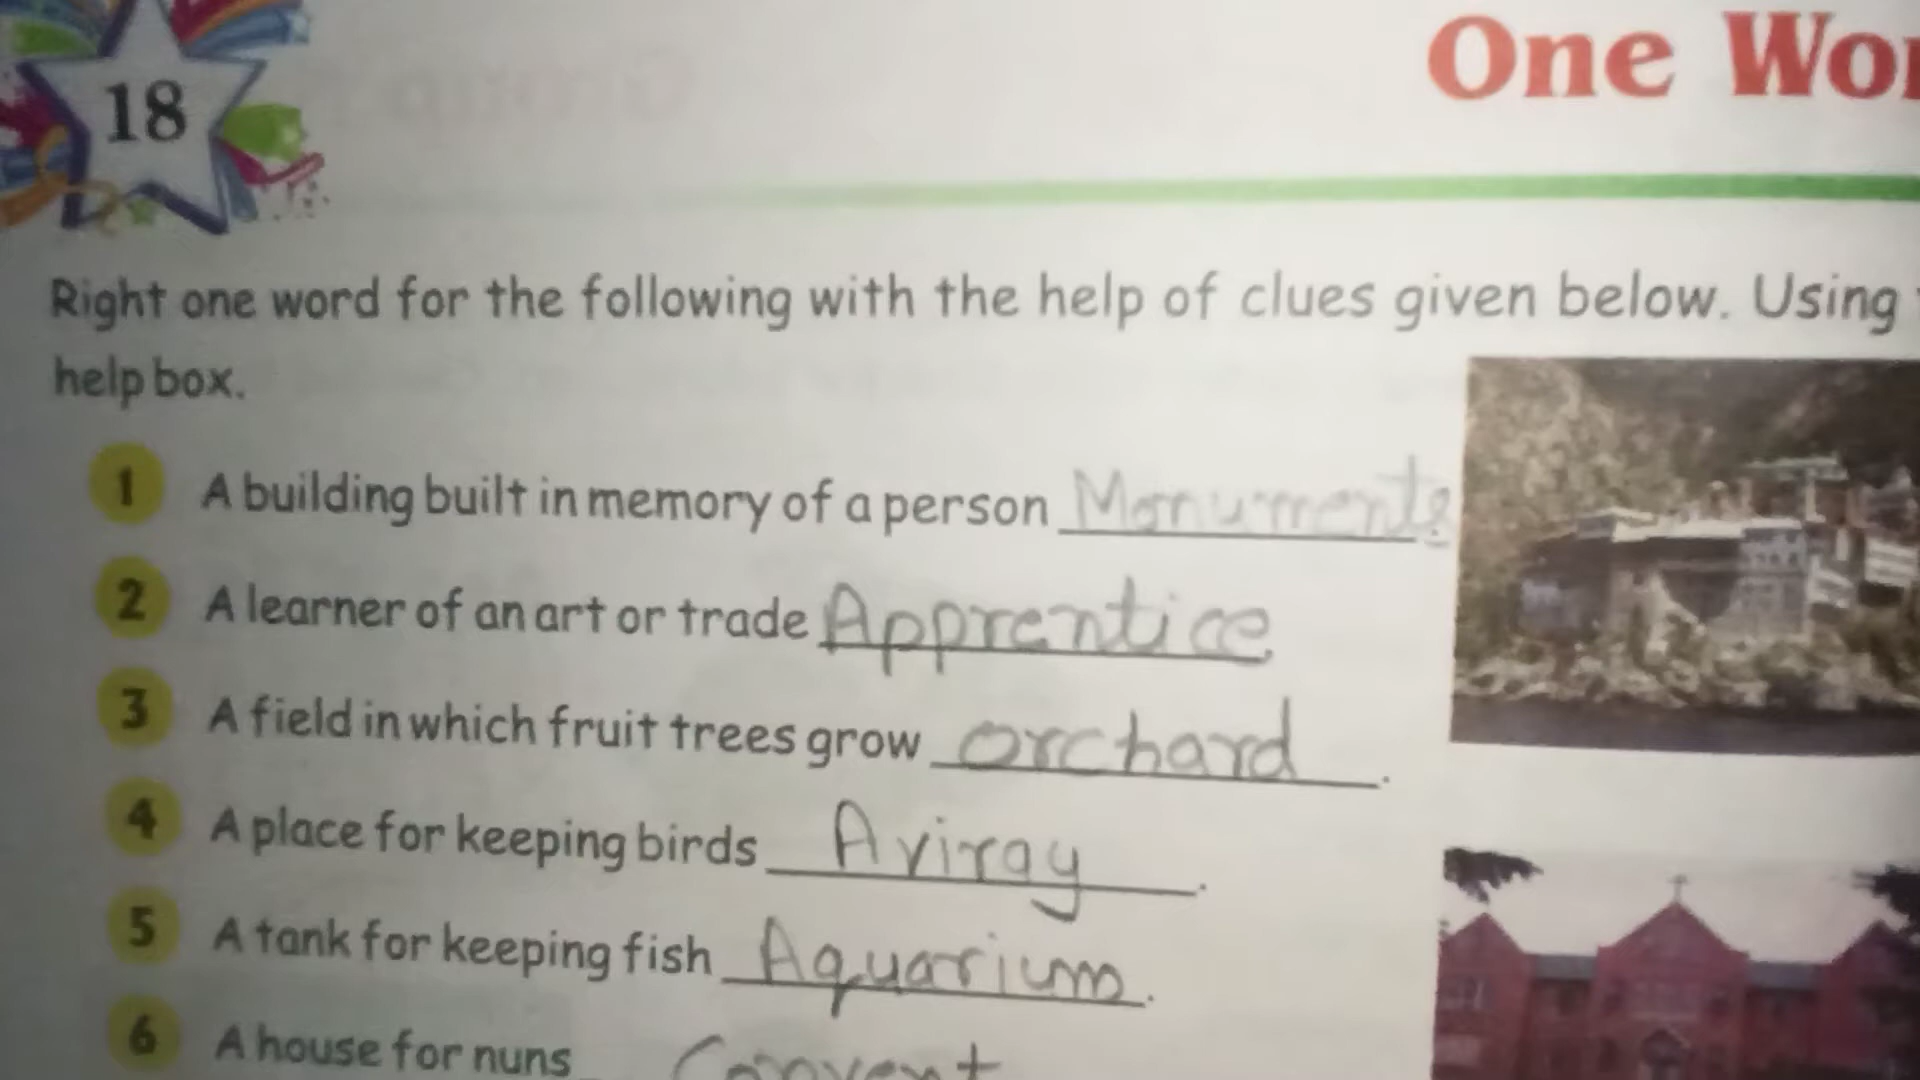 18
One Wor
Right one word for the following with the help of clues given below. Using
help box.
1 A building built in memory of a person Monuments
2 A learner of an art or trade Apprentice.
3 A field in which fruit trees grow orchard.
4 A place for keeping birds Aviray.
5 A tank for keeping fish Aquarium.
6 A house for nuns Convent